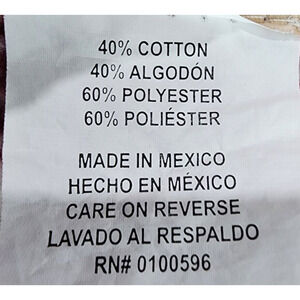 40% COTTON
40% ALGODÓN
60% POLYESTER
60% POLIÉSTER
MADE IN MEXICO
HECHO EN MÉXICO
CARE ON REVERSE
LAVADO AL RESPALDO
RN# 0100596